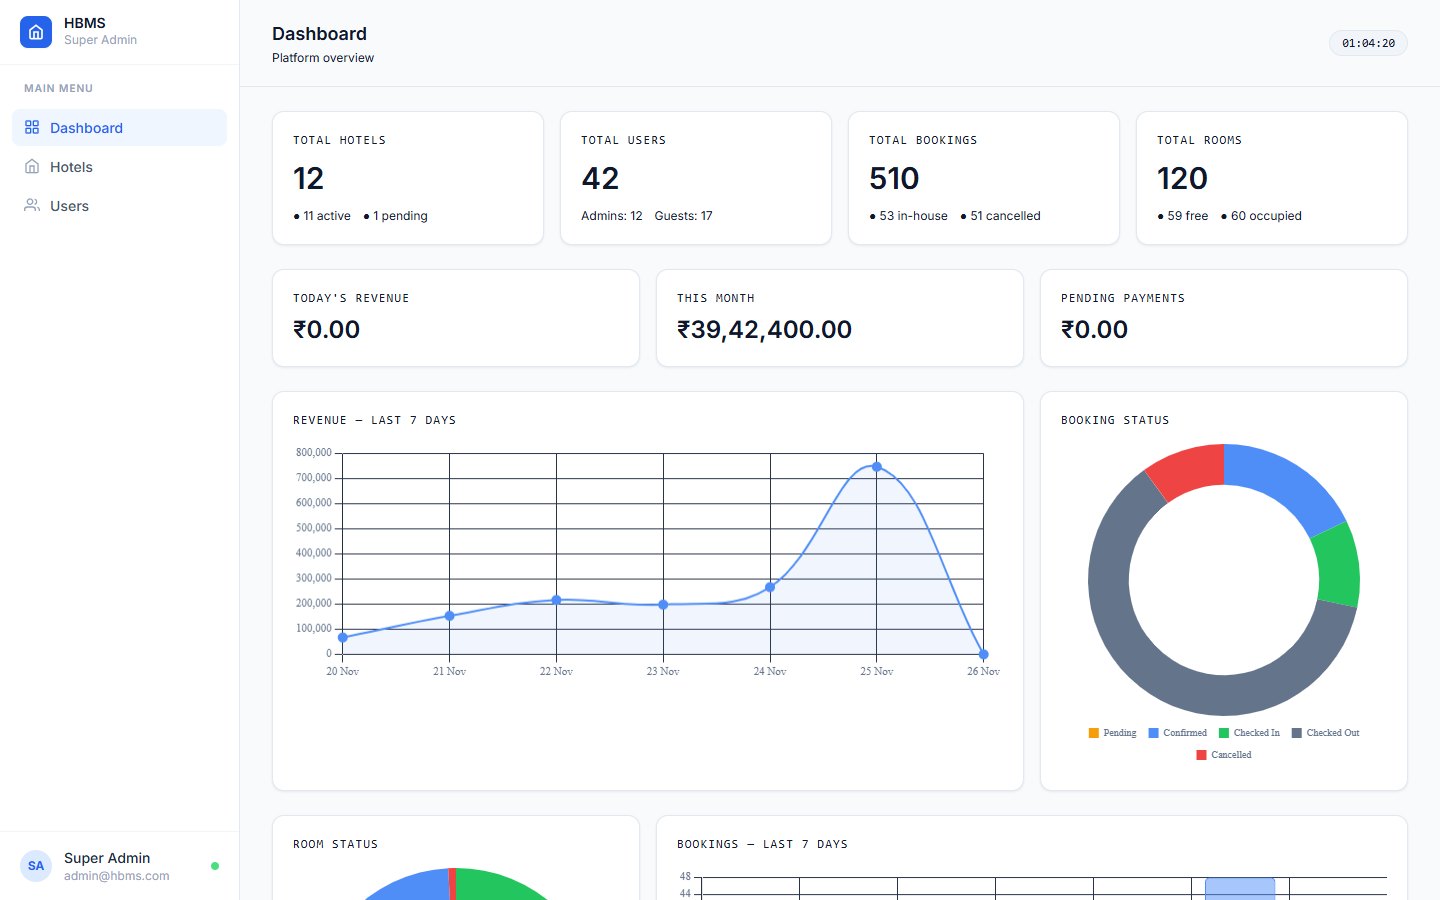 HBMS
Super Admin
MAIN MENU
Dashboard
Hotels
Users
Super Admin
admin@hbms.com
SA
Dashboard
Platform overview
01:04:20
TOTAL HOTELS
12
● 11 active ● 1 pending
TOTAL USERS
42
Admins: 12 Guests: 17
TOTAL BOOKINGS
510
● 53 in-house ● 51 cancelled
TOTAL ROOMS
120
● 59 free ● 60 occupied
TODAY'S REVENUE
₹0.00
THIS MONTH
₹39,42,400.00
PENDING PAYMENTS
₹0.00
REVENUE — LAST 7 DAYS
800,000
700,000
600,000
500,000
400,000
300,000
200,000
100,000
0
20 Nov 21 Nov 22 Nov 23 Nov 24 Nov 25 Nov 26 Nov
BOOKING STATUS
Pending Confirmed Checked In Checked Out
Cancelled
ROOM STATUS
BOOKINGS — LAST 7 DAYS
48
44